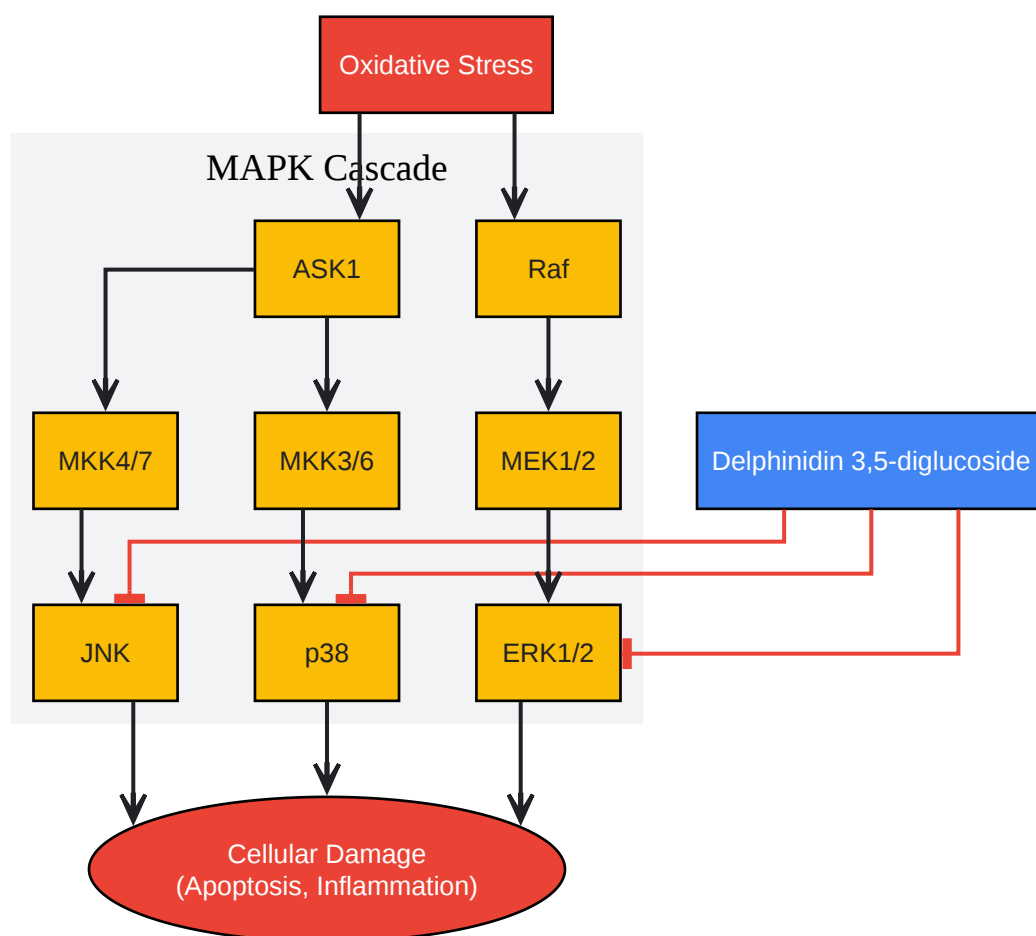 Oxidative Stress
MAPK Cascade
ASK1
Raf
MKK4/7
MKK3/6
MEK1/2
Delphinidin 3,5-diglucoside
JNK
p38
ERK1/2
Cellular Damage
(Apoptosis, Inflammation)